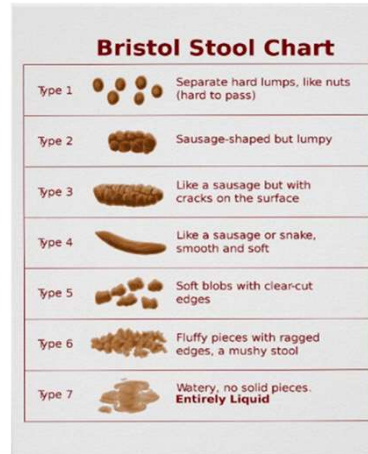 Bristol Stool Chart
Type 1
Separate hard lumps, like nuts
(hard to pass)
Type 2
Sausage-shaped but lumpy
Type 3
Like a sausage but with
cracks on the surface
Type 4
Like a sausage or snake,
smooth and soft
Type 5
Soft blobs with clear-cut
edges
Type 6
Fluffy pieces with ragged
edges, a mushy stool
Type 7
Watery, no solid pieces.
Entirely Liquid